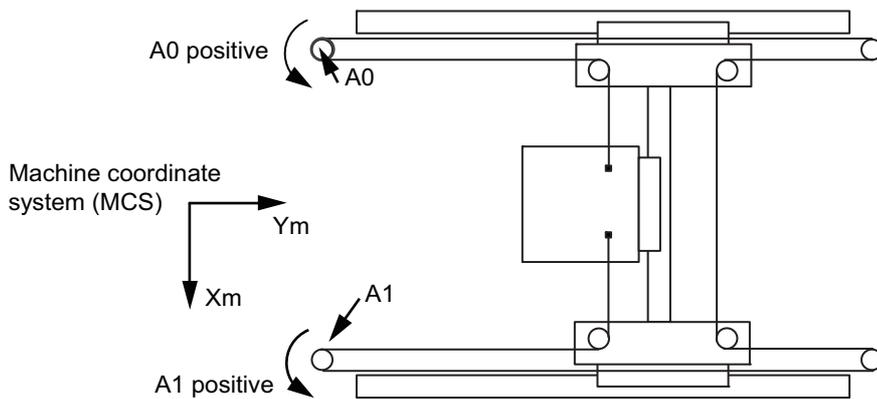 A0 positive
A0
Machine coordinate
system (MCS)
Ym
Xm
A1
A1 positive